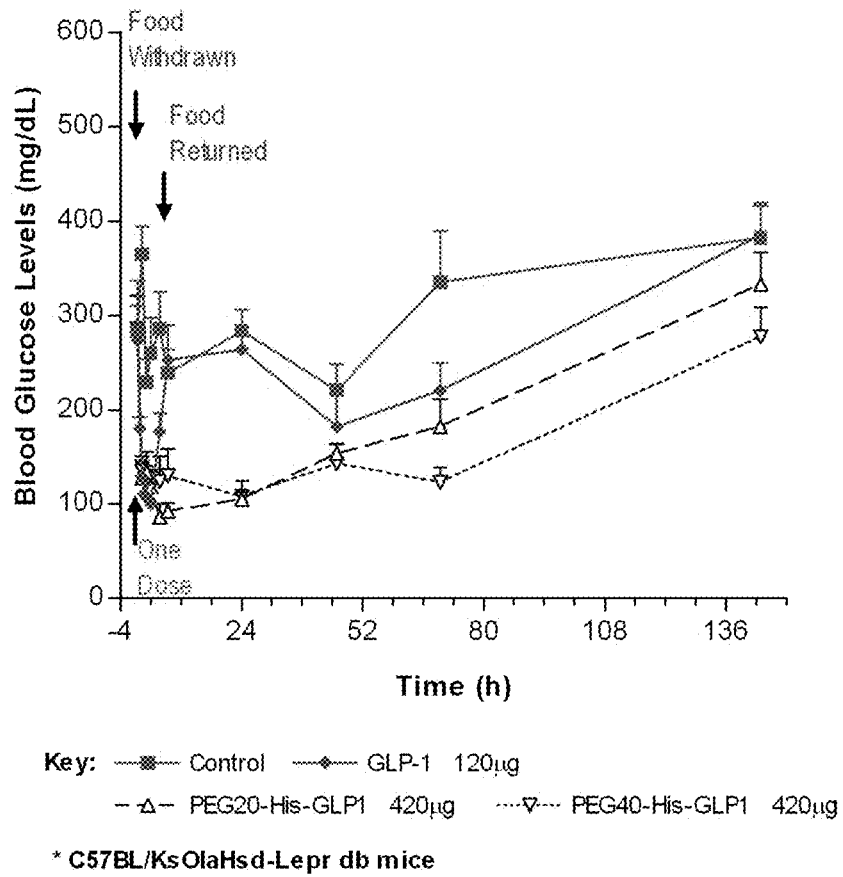 Food
Withdrawn
Food
Returned
Blood Glucose Levels (mg/dL)
600
500
400
300
200
100
0
One
Dose
-4 24 52 80 108 136
Time (h)
Key: Control GLP-1 120µg
PEG20-His-GLP1 420µg PEG40-His-GLP1 420µg
* C57BL/KsOlaHsd-Lepr db mice